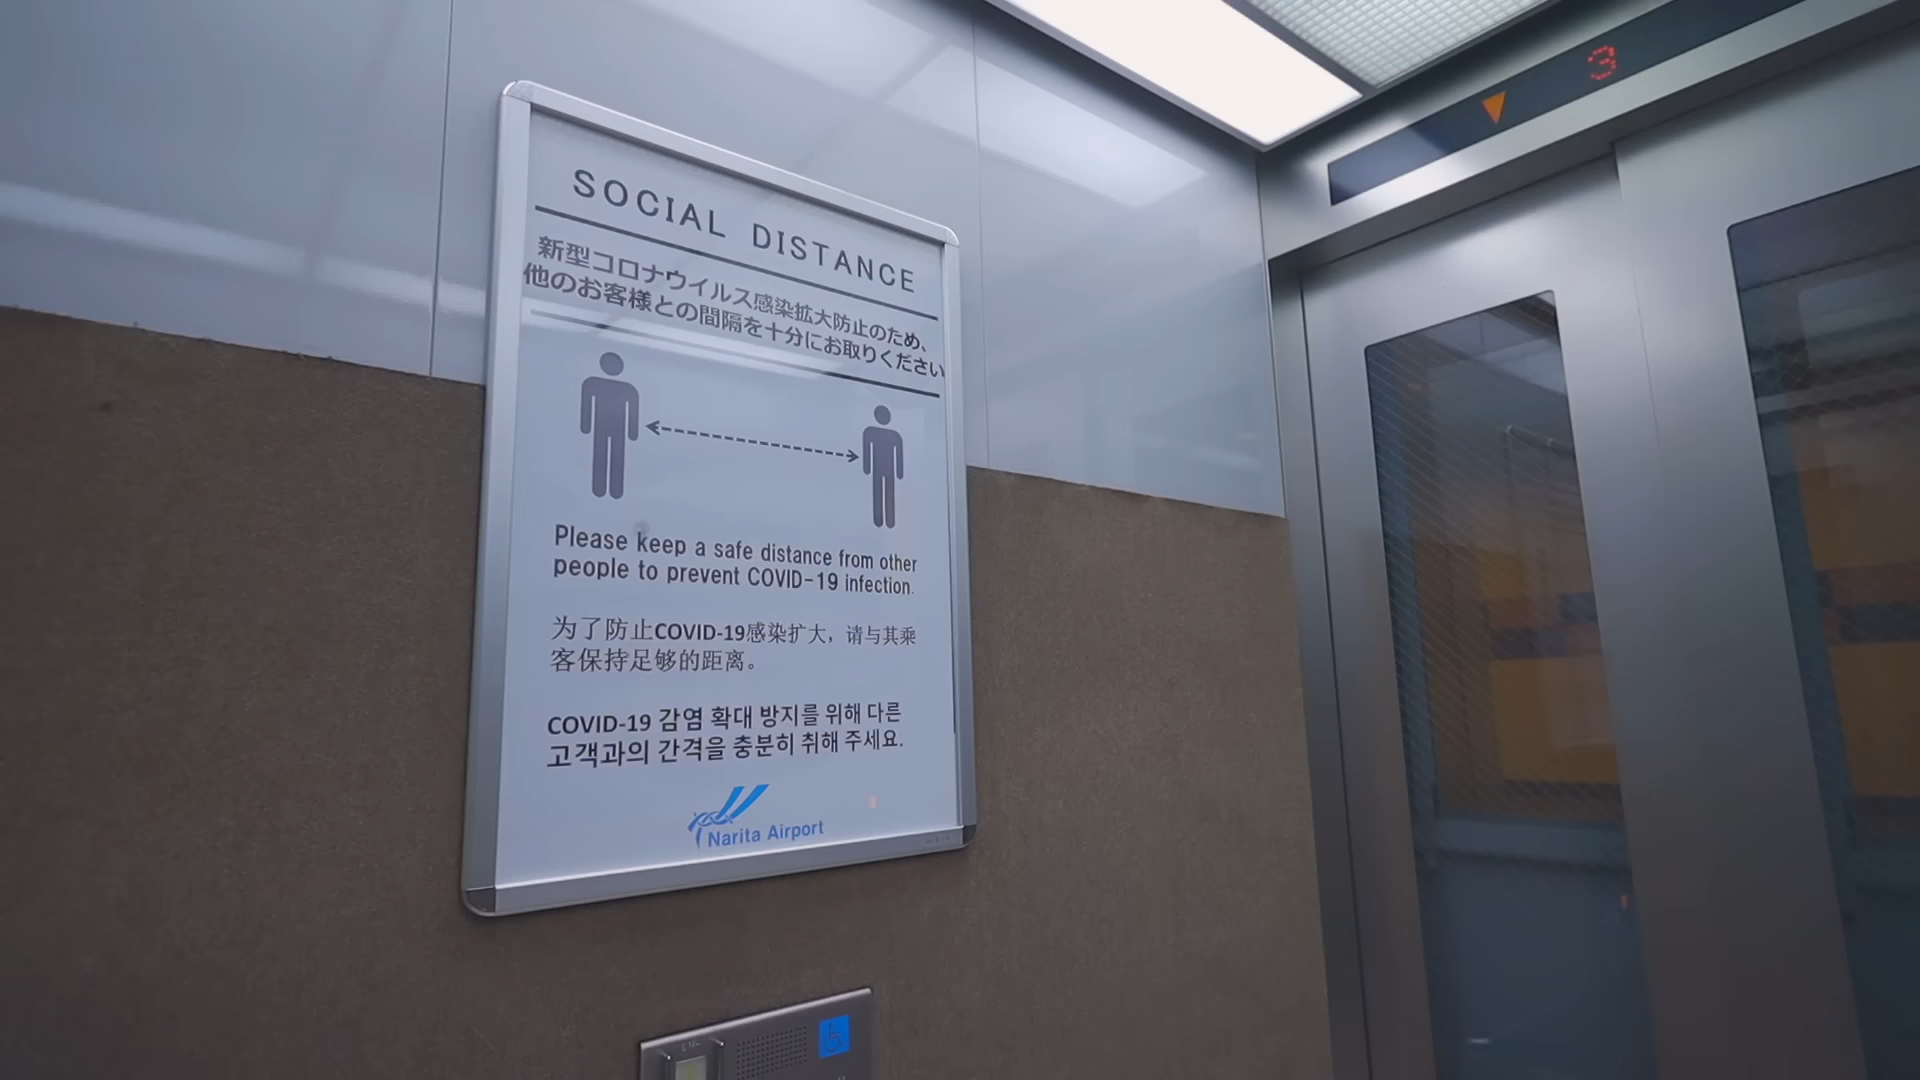 SOCIAL DISTANCE
新型コロナウイルス感染拡大防止のため、
他のお客様との間隔を十分にお取りください
Please keep a safe distance from other
people to prevent COVID-19 infection.
为了防止COVID-19感染扩大，请与其乘
客保持足够的距离。
COVID-19 감염 확대 방지를 위해 다른
고객과의 간격을 충분히 취해 주세요.
Narita Airport
3